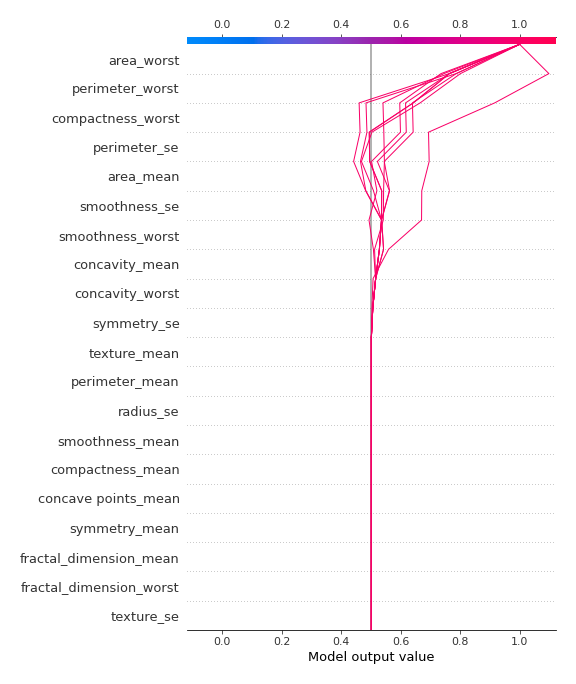 0.0 0.2 0.4 0.6 0.8 1.0
area_worst
perimeter_worst
compactness_worst
perimeter_se
area_mean
smoothness_se
smoothness_worst
concavity_mean
concavity_worst
symmetry_se
texture_mean
perimeter_mean
radius_se
smoothness_mean
compactness_mean
concave points_mean
symmetry_mean
fractal_dimension_mean
fractal_dimension_worst
texture_se
0.0 0.2 0.4 0.6 0.8 1.0
Model output value